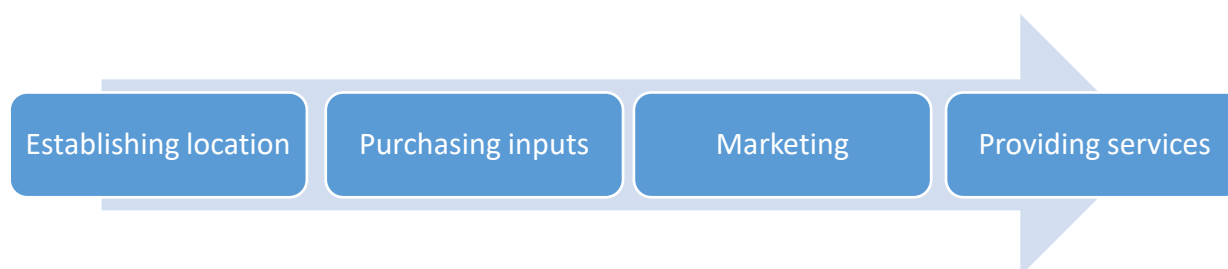 Establishing location
Purchasing inputs
Marketing
Providing services